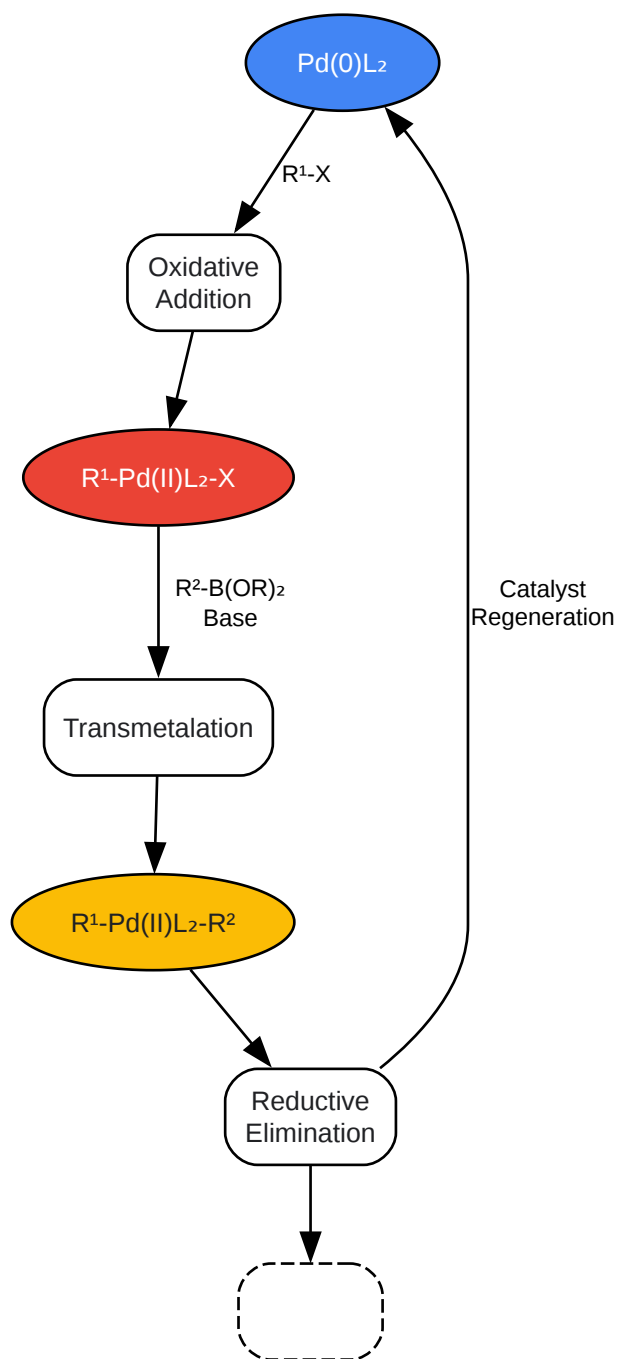 Pd(0)L₂
R¹-X
Oxidative
Addition
R¹-Pd(II)L₂-X
R²-B(OR)₂
Base
Catalyst
Regeneration
Transmetalation
R¹-Pd(II)L₂-R²
Reductive
Elimination